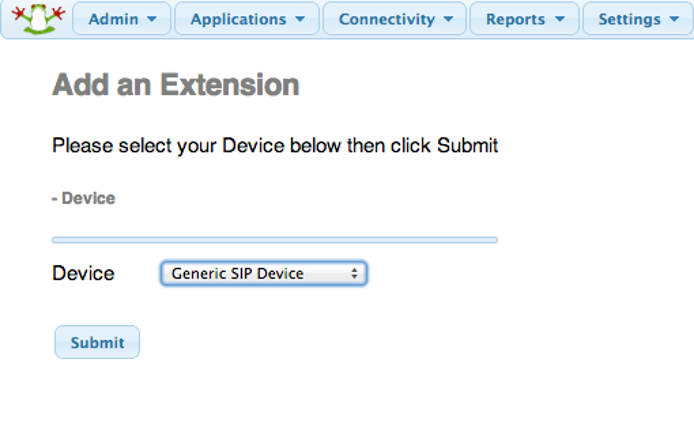 Admin Applications Connectivity Reports Settings
Add an Extension
Please select your Device below then click Submit
- Device
Device Generic SIP Device
Submit